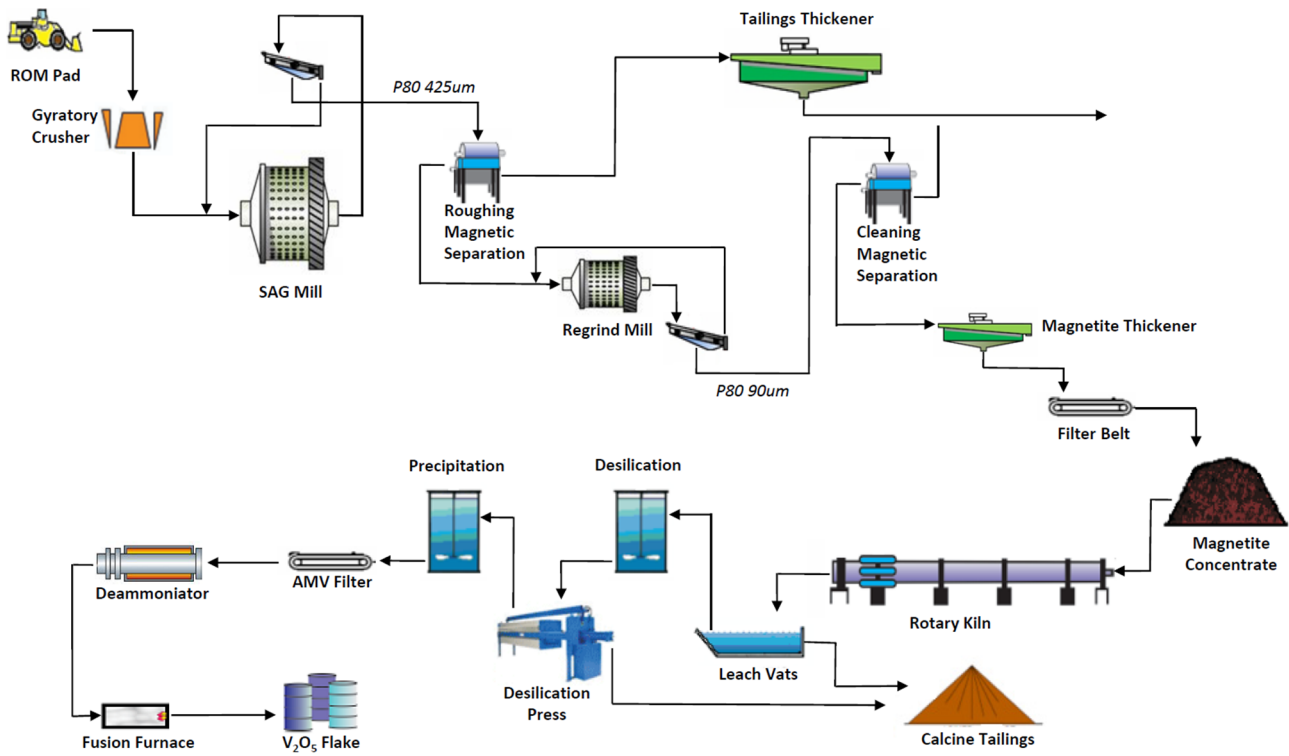 Tailings Thickener
ROM Pad
P80 425um
Gyratory
Crusher
Roughing
Magnetic
Separation
Cleaning
Magnetic
Separation
SAG Mill
Regrind Mill
Magnetite Thickener
P80 90um
Filter Belt
Precipitation
Desilication
Magnetite
Concentrate
AMV Filter
Deammoniator
Rotary Kiln
Leach Vats
Desilication
Press
Fusion Furnace
V₂O₅ Flake
Calcine Tailings